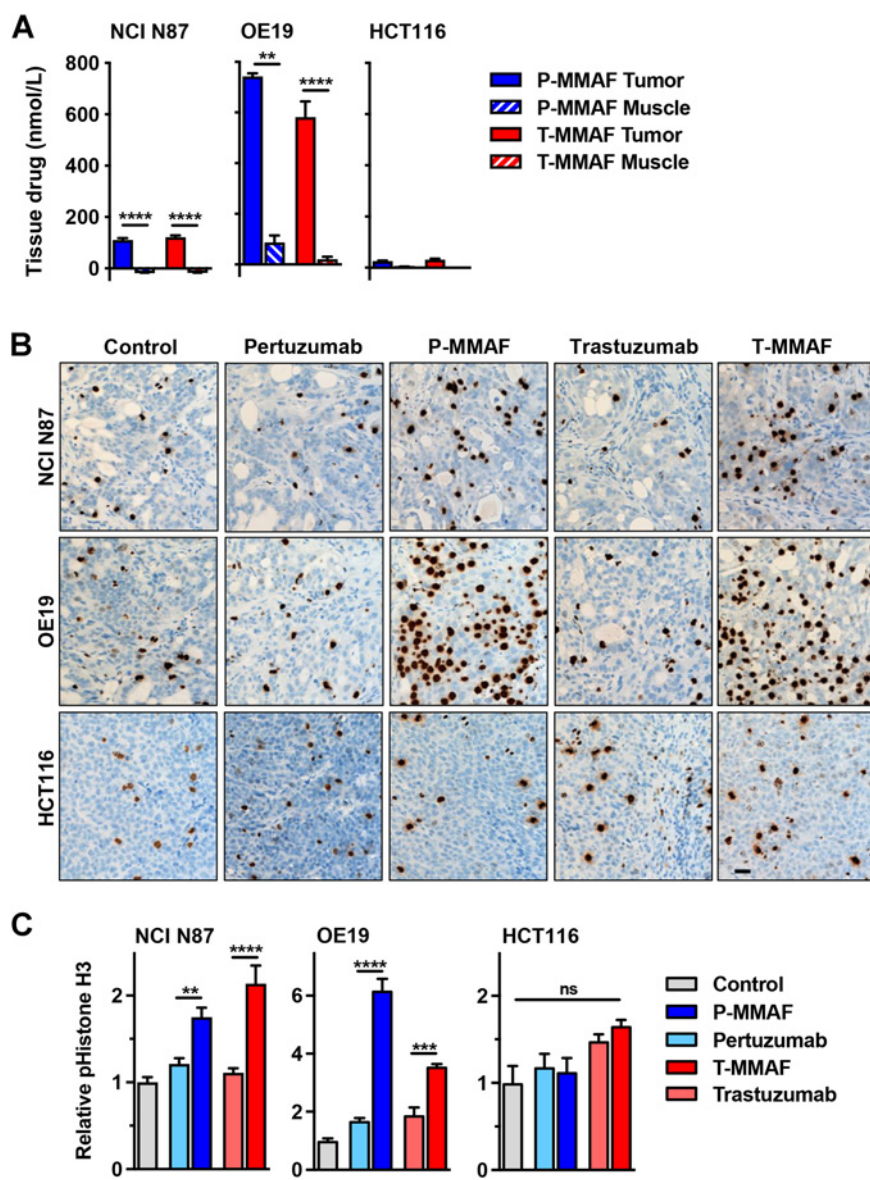 A
NCI N87
OE19
HCT116
Tissue drug (nmol/L)
800
600
400
200
0
****
****
**
****
P-MMAF Tumor
P-MMAF Muscle
T-MMAF Tumor
T-MMAF Muscle
B
Control
Pertuzumab
P-MMAF
Trastuzumab
T-MMAF
NCI N87
OE19
HCT116
C
NCI N87
OE19
HCT116
Relative pHistone H3
2
1
0
**
****
6
4
2
0
****
***
2
1
0
ns
Control
P-MMAF
Pertuzumab
T-MMAF
Trastuzumab